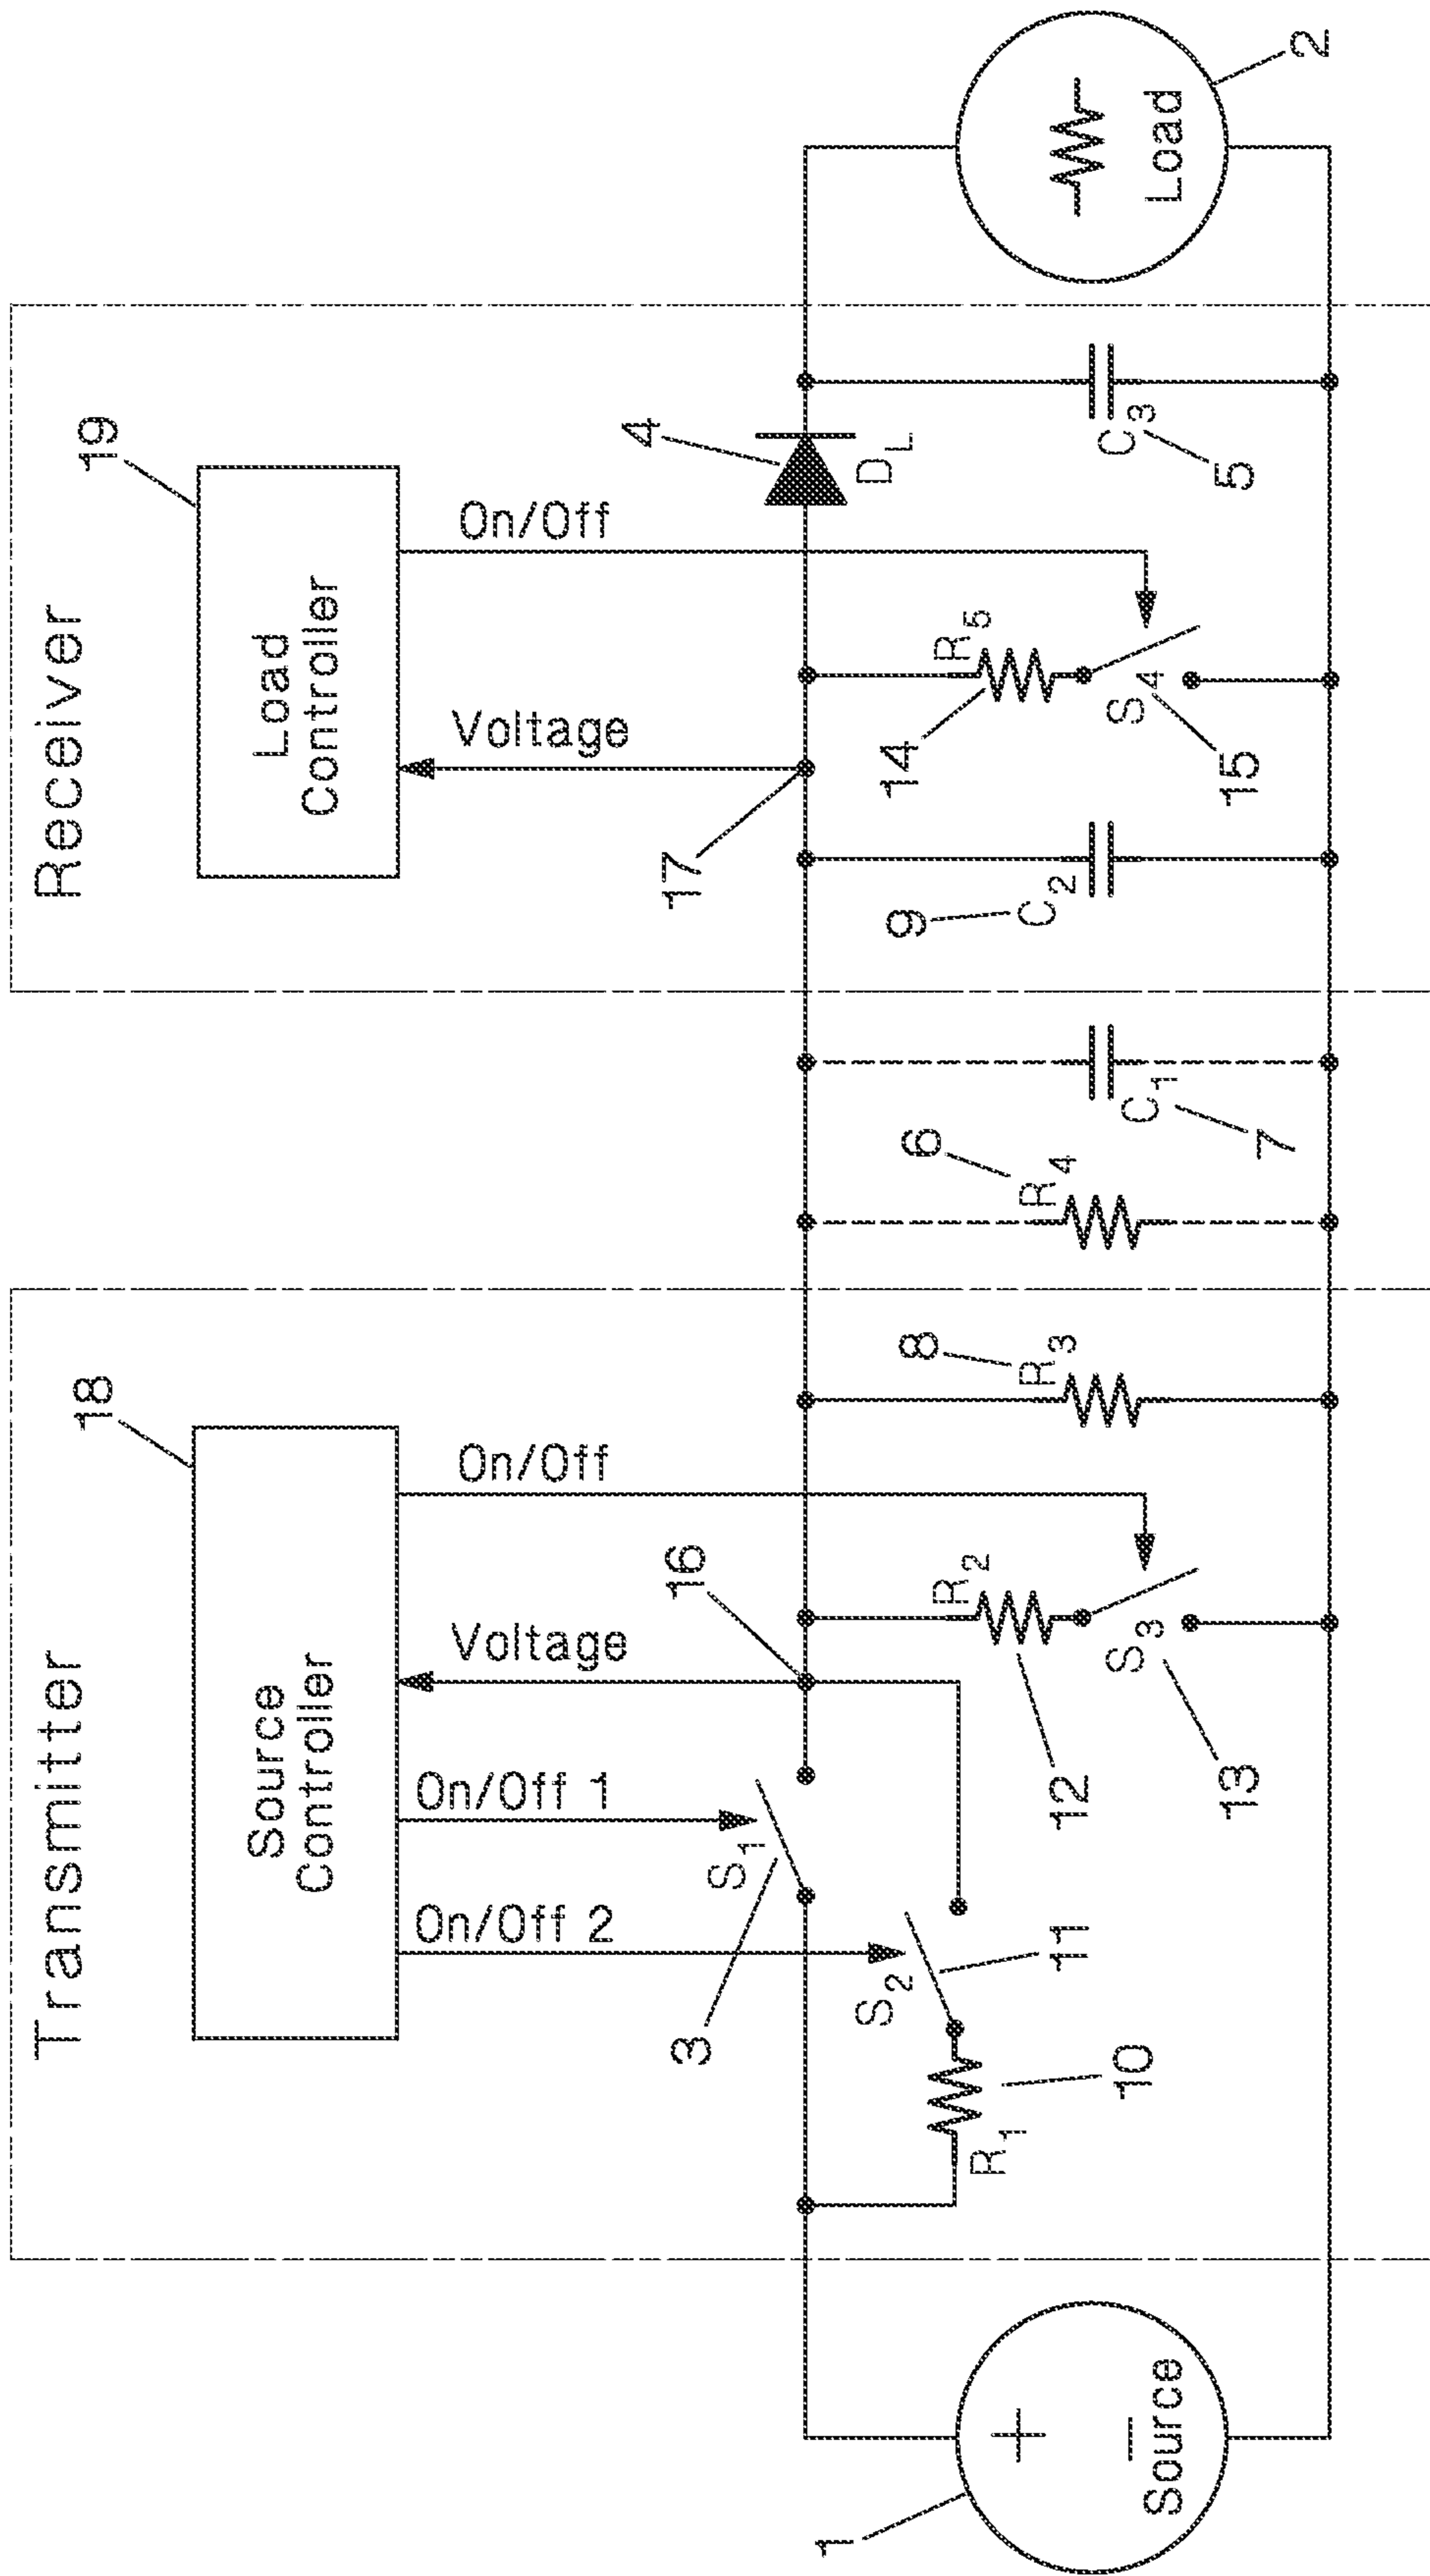 Transmitter
Receiver
18
Source
Controller
19
Load
Controller
On/Off 2
On/Off 1
Voltage
On/Off
Voltage
On/Off
3
S1
16
17
4
DL
S2
11
R1
10
R2
12
S3
13
8
R3
6
R4
C1
7
9
C2
R5
14
S4
15
C3
5
1
+
−
Source
Load
2